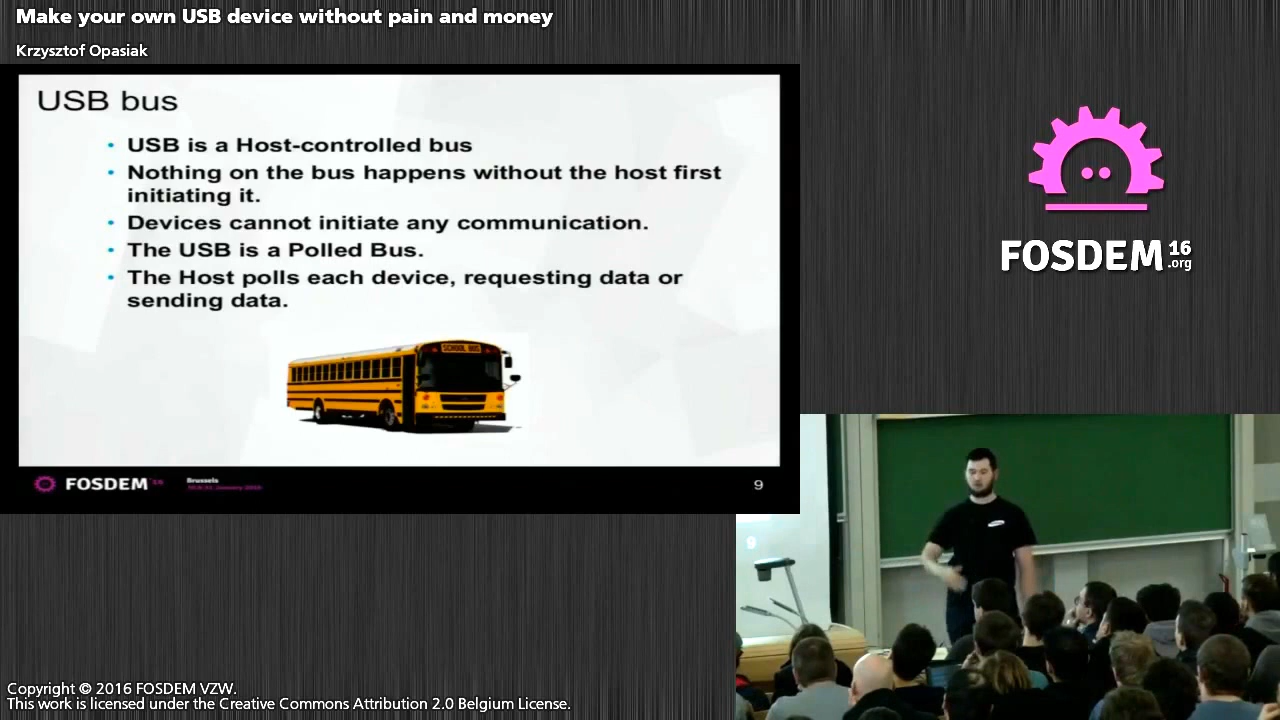 Make your own USB device without pain and money
Krzysztof Opasiak
USB bus
• USB is a Host-controlled bus
• Nothing on the bus happens without the host first
initiating it.
• Devices cannot initiate any communication.
• The USB is a Polled Bus.
• The Host polls each device, requesting data or
sending data.
SCHOOL BUS
FOSDEM 16
Brussels
9
FOSDEM 16
.org
9
Copyright © 2016 FOSDEM VZW.
This work is licensed under the Creative Commons Attribution 2.0 Belgium License.